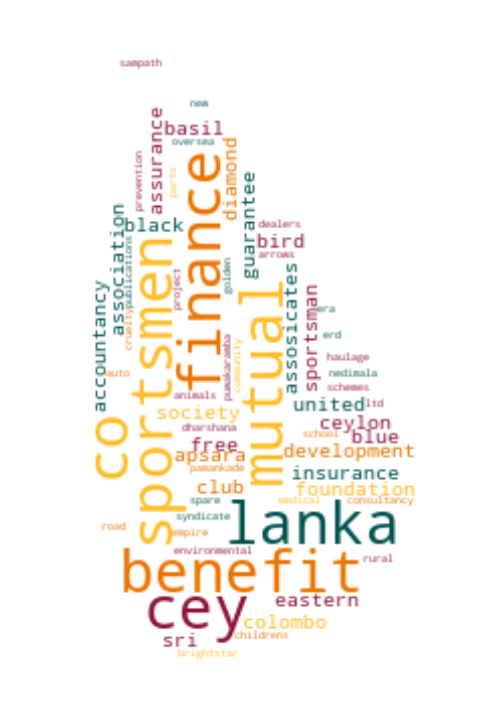 sampath
new
assurance
basil
oversea
prevention
parts
finance
diamond
guarantee
association
black
dealers
bird
arrows
publications
sportsmen
project
golden
mutual
assosicates
sportsman
era
accountancy
cruelty
puwakaramba
community
erd
haulage
nedimala
auto
schemes
animals
co
society
united
ltd
dharshana
ceylon
free
school
blue
apsara
development
pamankade
insurance
club
foundation
spare
medical
consultancy
lanka
syndicate
road
empire
environmental
benefit
rural
cey
eastern
colombo
sri
childrens
brightstar